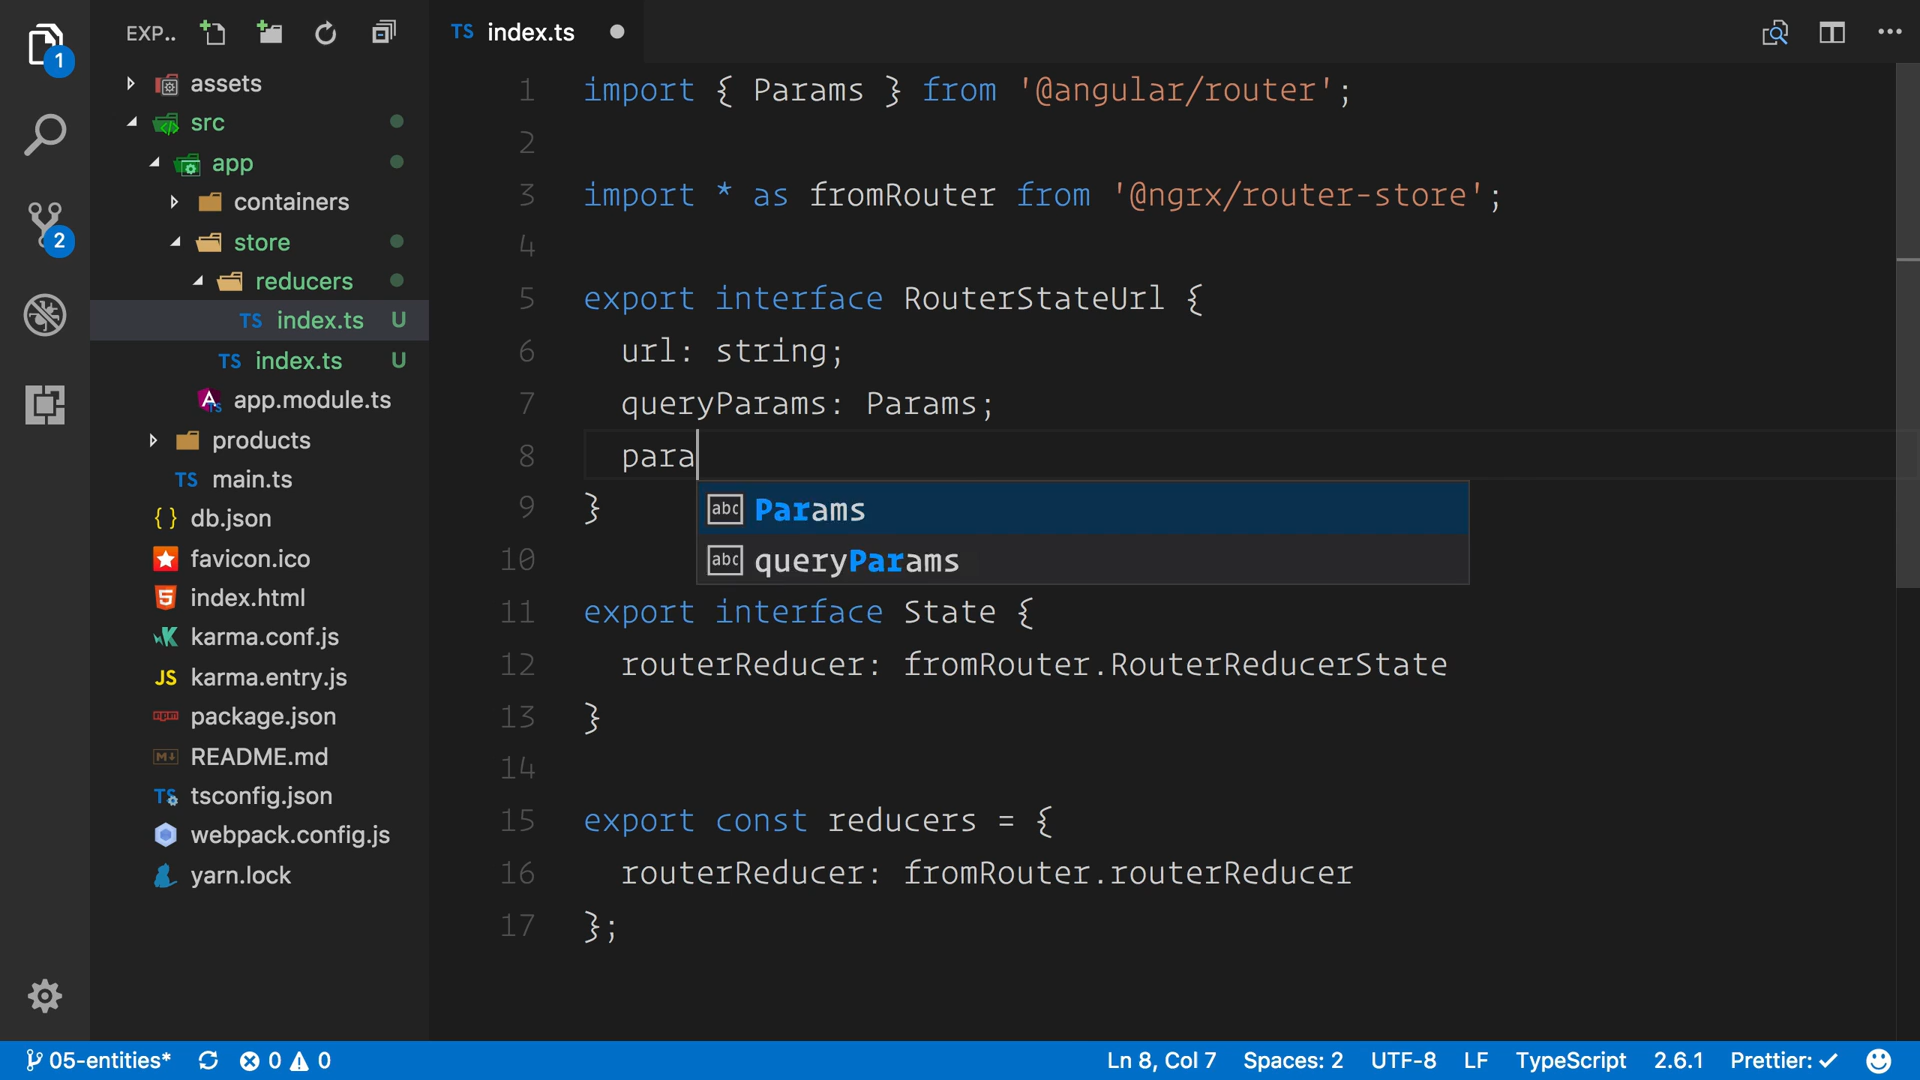 EXP..
TS index.ts
1
2
assets
src
app
containers
store
reducers
TS index.ts U
TS index.ts U
app.module.ts
products
TS main.ts
{ } db.json
favicon.ico
index.html
karma.conf.js
JS karma.entry.js
package.json
README.md
TS tsconfig.json
webpack.config.js
yarn.lock
1 import { Params } from '@angular/router';
2
3 import * as fromRouter from '@ngrx/router-store';
4
5 export interface RouterStateUrl {
6 url: string;
7 queryParams: Params;
8 para
abc Params
abc queryParams
9 }
10
11 export interface State {
12 routerReducer: fromRouter.RouterReducerState
13 }
14
15 export const reducers = {
16 routerReducer: fromRouter.routerReducer
17 };
05-entities* 0 0 Ln 8, Col 7 Spaces: 2 UTF-8 LF TypeScript 2.6.1 Prettier: ✓